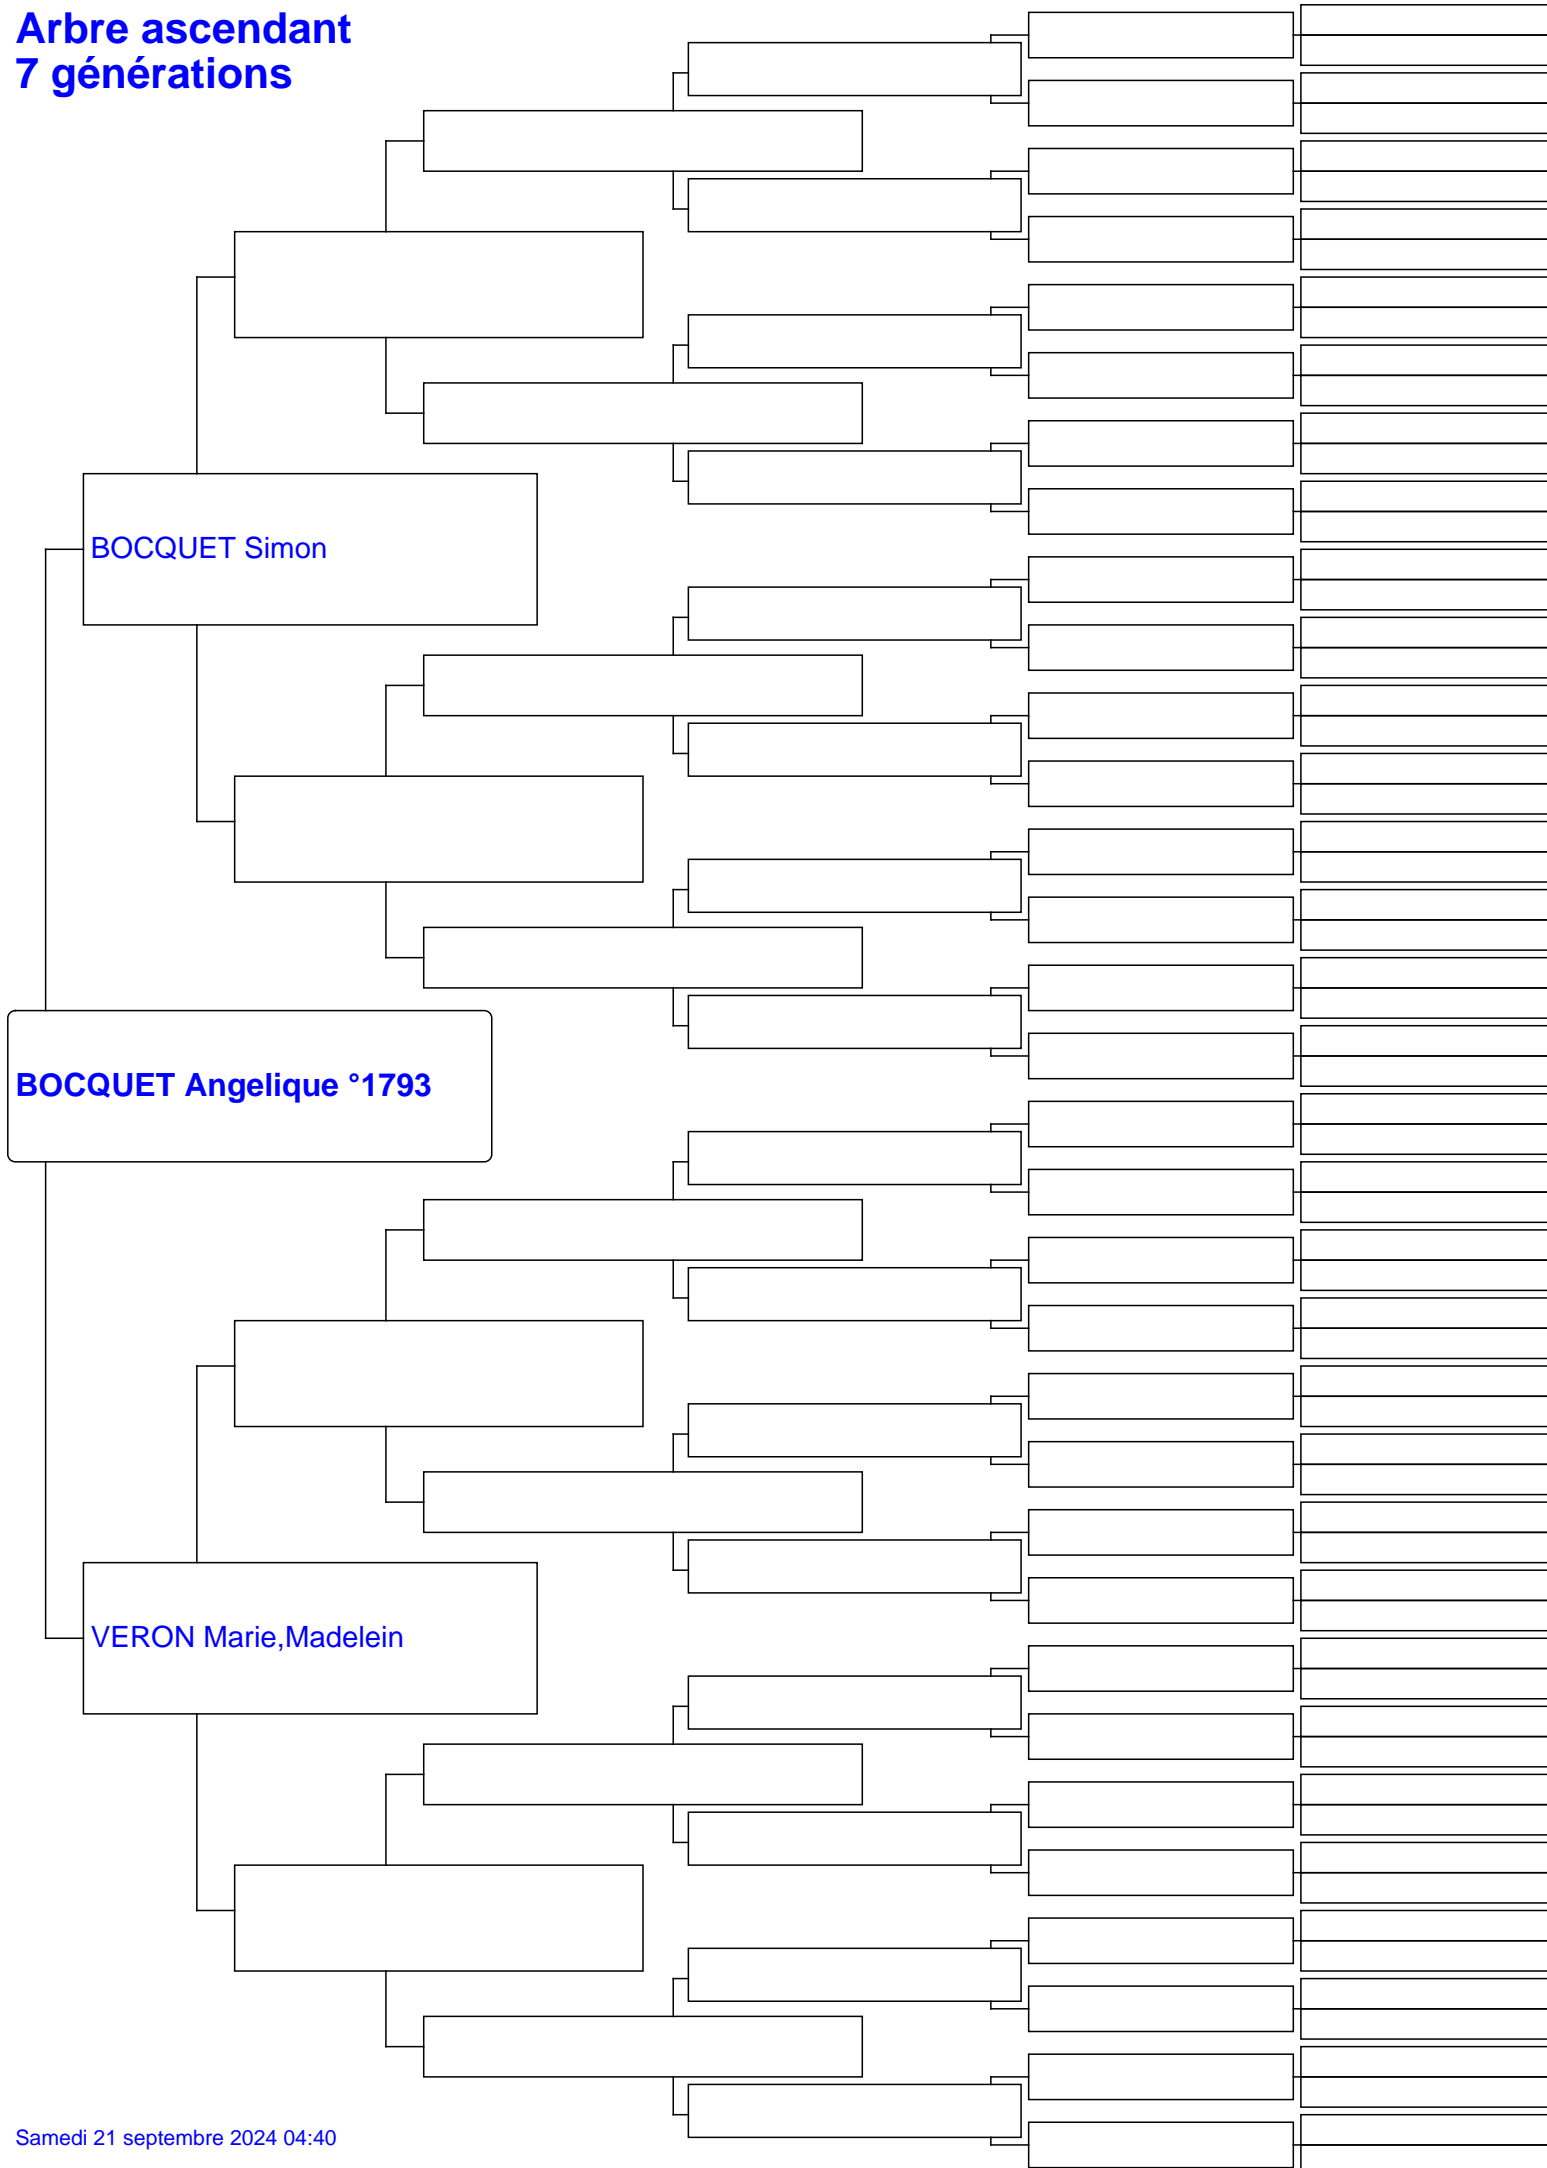 Arbre ascendant
7 générations
BOCQUET Simon
BOCQUET Angelique °1793
VERON Marie,Madelein
Samedi 21 septembre 2024 04:40